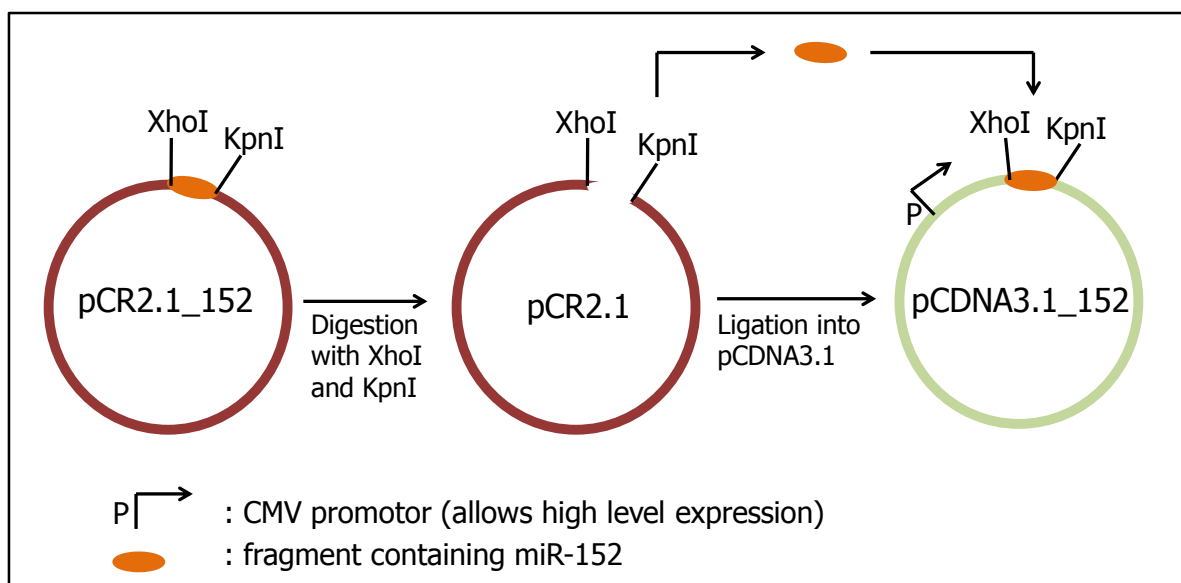 XhoI
KpnI
pCR2.1_152
Digestion
with XhoI
and KpnI
XhoI
KpnI
pCR2.1
Ligation into
pCDNA3.1
XhoI
KpnI
P
pCDNA3.1_152
P : CMV promotor (allows high level expression)
: fragment containing miR-152